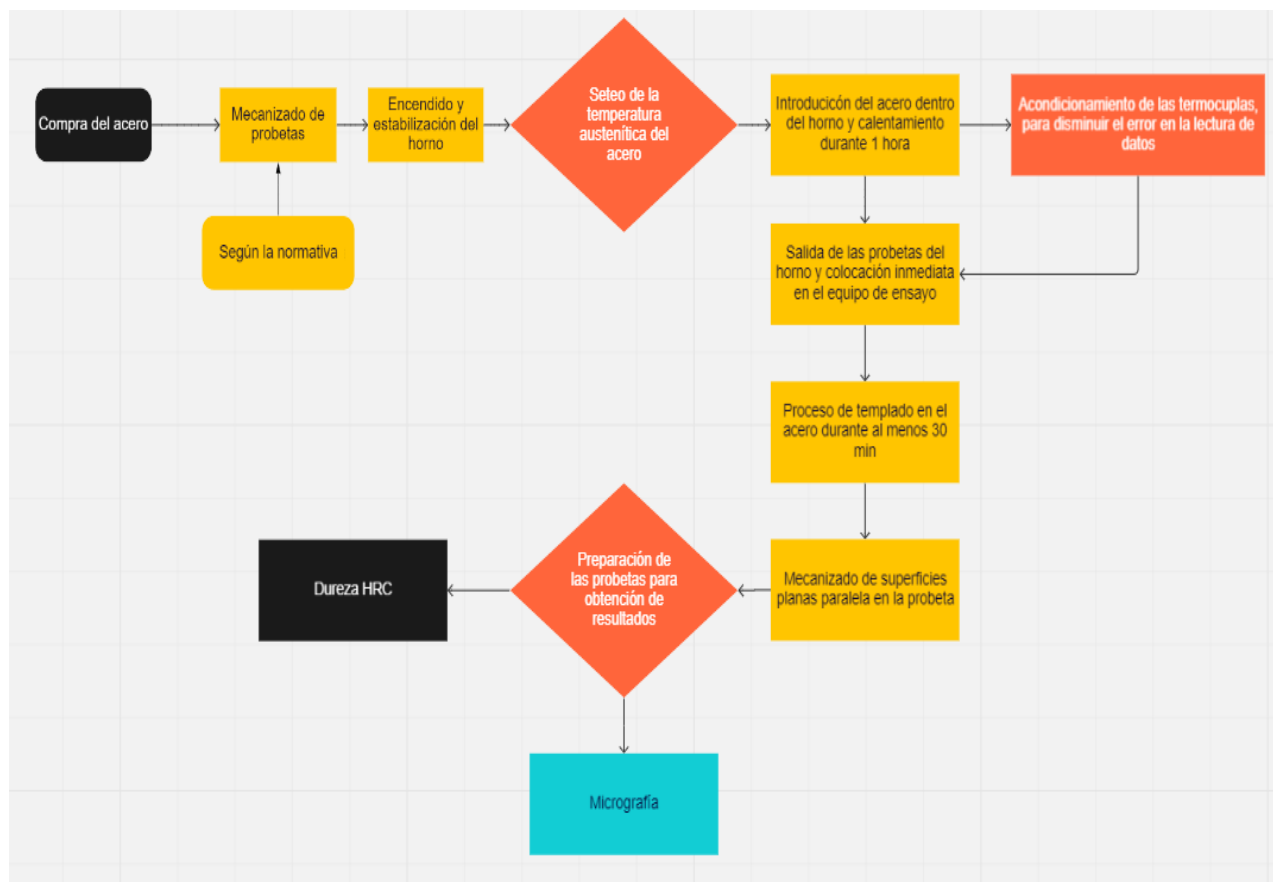 Compra del acero
Mecanizado de
probetas
Según la normativa
Encendido y
estabilización del
horno
Seteo de la
temperatura
austenítica del
acero
Introducicón del acero dentro
del horno y calentamiento
durante 1 hora
Acondicionamiento de las termocuplas,
para disminuir el error en la lectura de
datos
Salida de las probetas del
horno y colocación inmediata
en el equipo de ensayo
Proceso de templado en el
acero durante al menos 30
min
Mecanizado de superficies
planas paralela en la probeta
Preparación de
las probetas para
obtención de
resultados
Dureza HRC
Micrografía